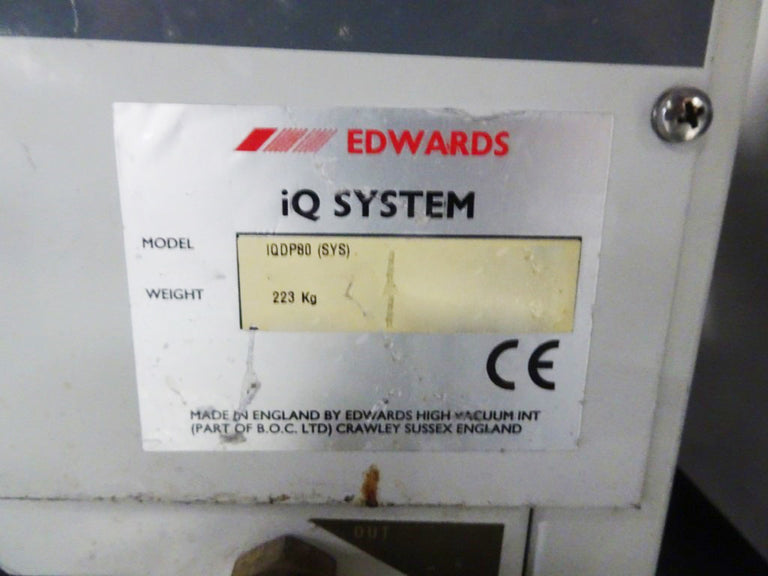 EDWARDS
iQ SYSTEM
MODEL IQDP80 (SYS)
WEIGHT 223 Kg
CE
MADE IN ENGLAND BY EDWARDS HIGH VACUUM INT
(PART OF B.O.C. LTD) CRAWLEY SUSSEX ENGLAND
OUT